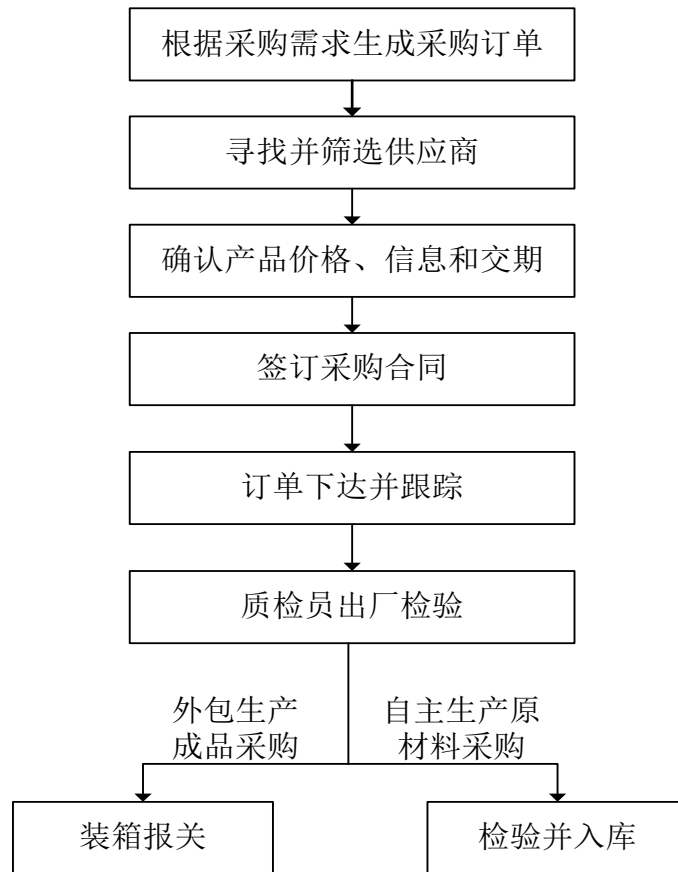 根据采购需求生成采购订单
寻找并筛选供应商
确认产品价格、信息和交期
签订采购合同
订单下达并跟踪
质检员出厂检验
外包生产
成品采购
自主生产原
材料采购
装箱报关
检验并入库